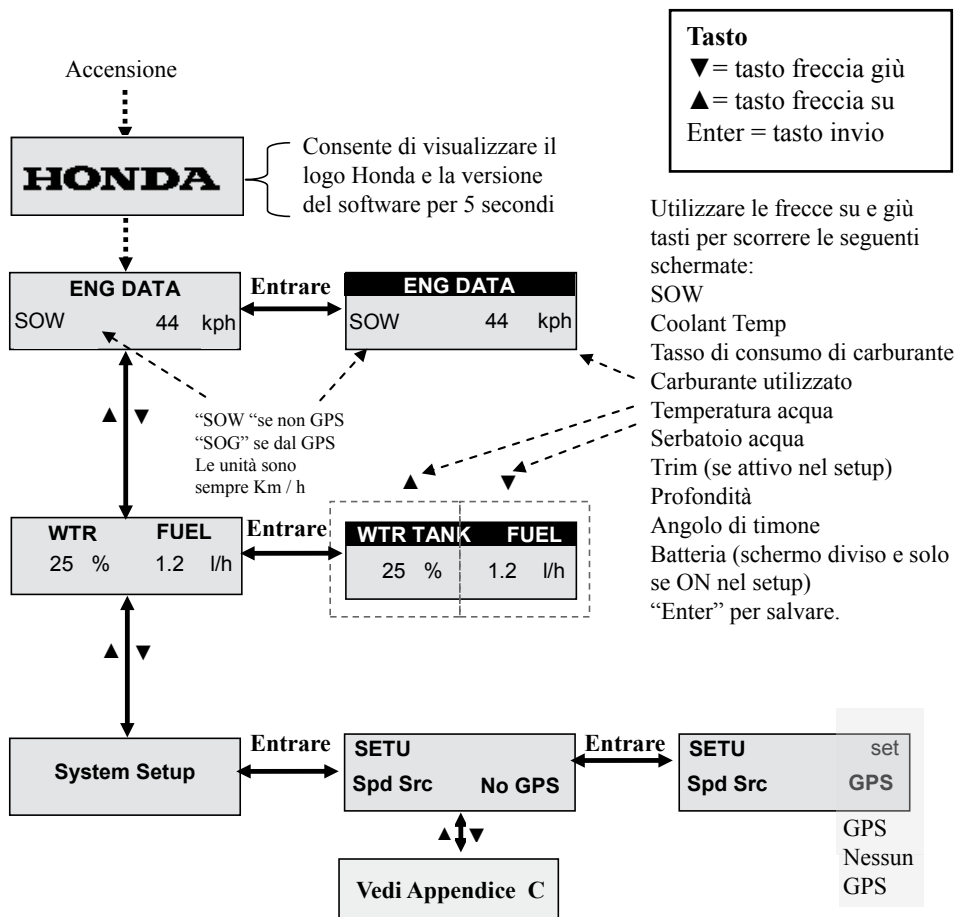 Tasto
▼= tasto freccia giù
▲= tasto freccia su
Enter = tasto invio
Accensione
HONDA
Consente di visualizzare il
logo Honda e la versione
del software per 5 secondi
Utilizzare le frecce su e giù
tasti per scorrere le seguenti
schermate:
SOW
Coolant Temp
Tasso di consumo di carburante
Carburante utilizzato
Temperatura acqua
Serbatoio acqua
Trim (se attivo nel setup)
Profondità
Angolo di timone
Batteria (schermo diviso e solo
se ON nel setup)
“Enter” per salvare.
ENG DATA
SOW 44 kph
Entrare
ENG DATA
SOW 44 kph
▲ ▼
“SOW “se non GPS
“SOG” se dal GPS
Le unità sono
sempre Km / h
▲ ▼
WTR FUEL
25 % 1.2 l/h
Entrare
WTR TANK FUEL
25 % 1.2 l/h
▲ ▼
System Setup
Entrare
SETU
Spd Src No GPS
Entrare
SETU set
Spd Src GPS
GPS
Nessun
GPS
▲ ▼
Vedi Appendice C